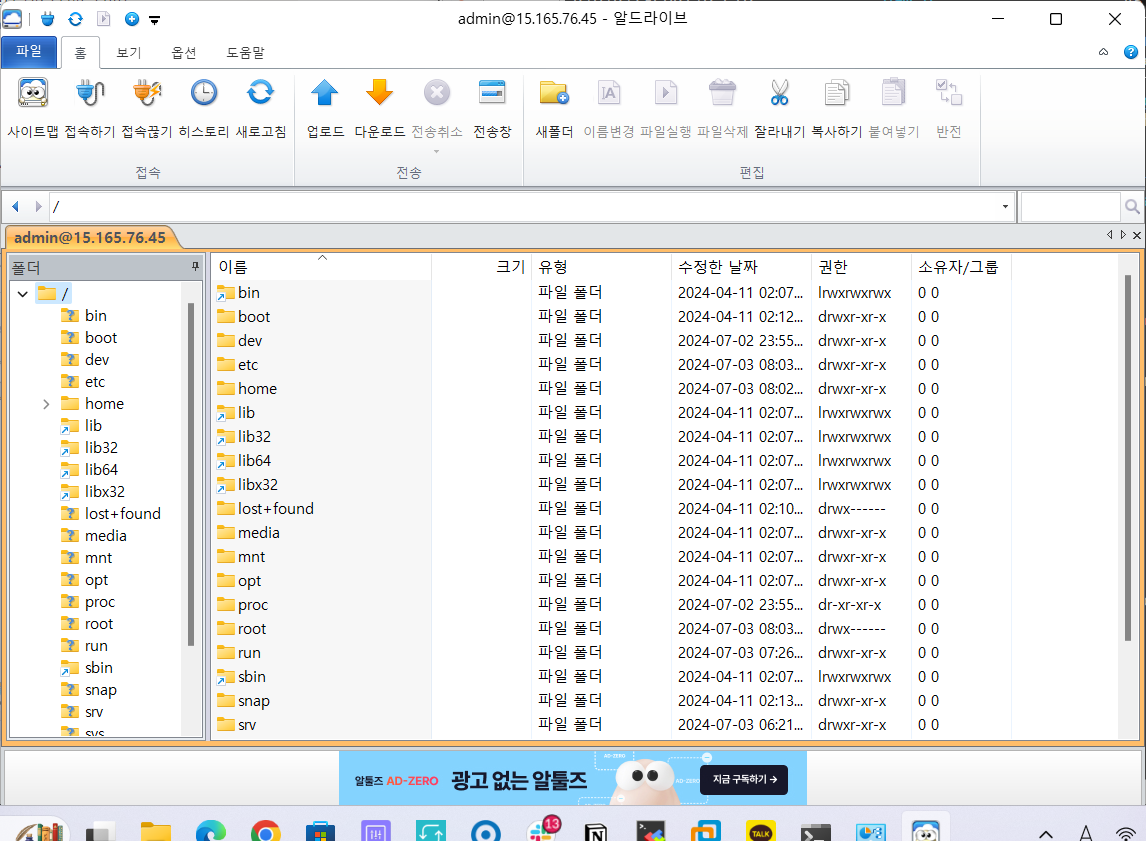 admin@15.165.76.45 - 알드라이브
파일 홈 보기 옵션 도움말
사이트맵 접속하기 접속끊기 히스토리 새로고침 업로드 다운로드 전송취소 전송창 새폴더 이름변경 파일실행 파일삭제 잘라내기 복사하기 붙여넣기 반전
접속 전송 편집
/
admin@15.165.76.45
폴더
/
bin
boot
dev
etc
home
lib
lib32
lib64
libx32
lost+found
media
mnt
opt
proc
root
run
sbin
snap
srv
sys
이름 크기 유형 수정한 날짜 권한 소유자/그룹
bin 파일 폴더 2024-04-11 02:07... lrwxrwxrwx 0 0
boot 파일 폴더 2024-04-11 02:12... drwxr-xr-x 0 0
dev 파일 폴더 2024-07-02 23:55... drwxr-xr-x 0 0
etc 파일 폴더 2024-07-03 08:03... drwxr-xr-x 0 0
home 파일 폴더 2024-07-03 08:02... drwxr-xr-x 0 0
lib 파일 폴더 2024-04-11 02:07... lrwxrwxrwx 0 0
lib32 파일 폴더 2024-04-11 02:07... lrwxrwxrwx 0 0
lib64 파일 폴더 2024-04-11 02:07... lrwxrwxrwx 0 0
libx32 파일 폴더 2024-04-11 02:07... lrwxrwxrwx 0 0
lost+found 파일 폴더 2024-04-11 02:10... drwx------ 0 0
media 파일 폴더 2024-04-11 02:07... drwxr-xr-x 0 0
mnt 파일 폴더 2024-04-11 02:07... drwxr-xr-x 0 0
opt 파일 폴더 2024-04-11 02:07... drwxr-xr-x 0 0
proc 파일 폴더 2024-07-02 23:55... dr-xr-xr-x 0 0
root 파일 폴더 2024-07-03 08:03... drwx------ 0 0
run 파일 폴더 2024-07-03 07:26... drwxr-xr-x 0 0
sbin 파일 폴더 2024-04-11 02:07... lrwxrwxrwx 0 0
snap 파일 폴더 2024-04-11 02:13... drwxr-xr-x 0 0
srv 파일 폴더 2024-07-03 06:21... drwxr-xr-x 0 0
AD-ZERO
알툴즈 AD-ZERO 광고 없는 알툴즈 AD-ZERO 지금 구독하기 →
13
TALK
A